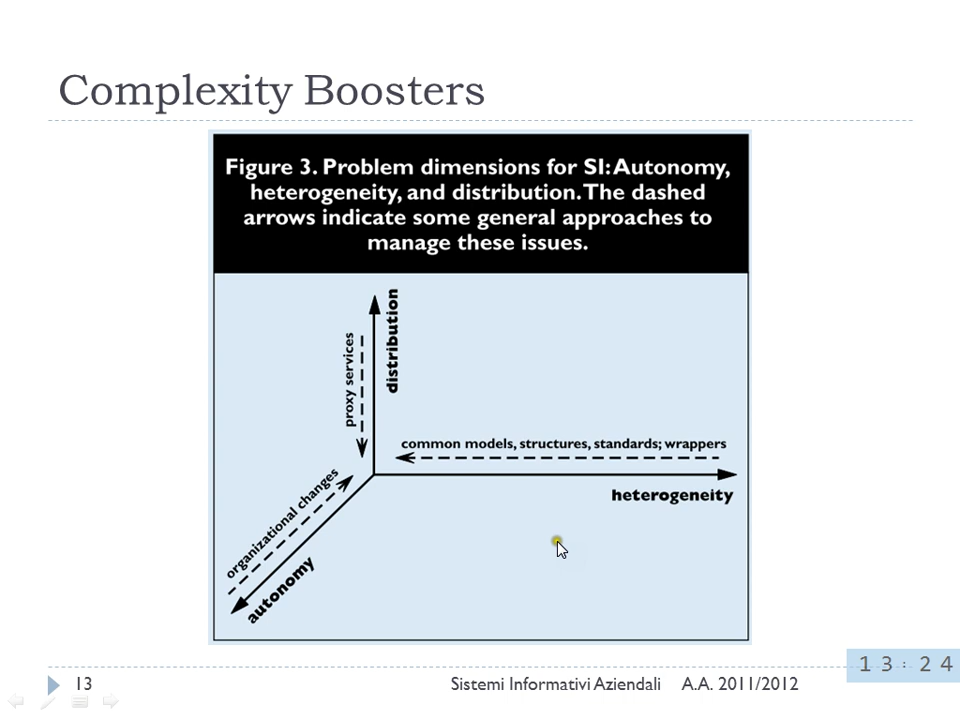 Complexity Boosters
Figure 3. Problem dimensions for SI: Autonomy,
heterogeneity, and distribution. The dashed
arrows indicate some general approaches to
manage these issues.
distribution
proxy services
common models, structures, standards; wrappers
heterogeneity
organizational changes
autonomy
13
Sistemi Informativi Aziendali A.A. 2011/2012
13:24